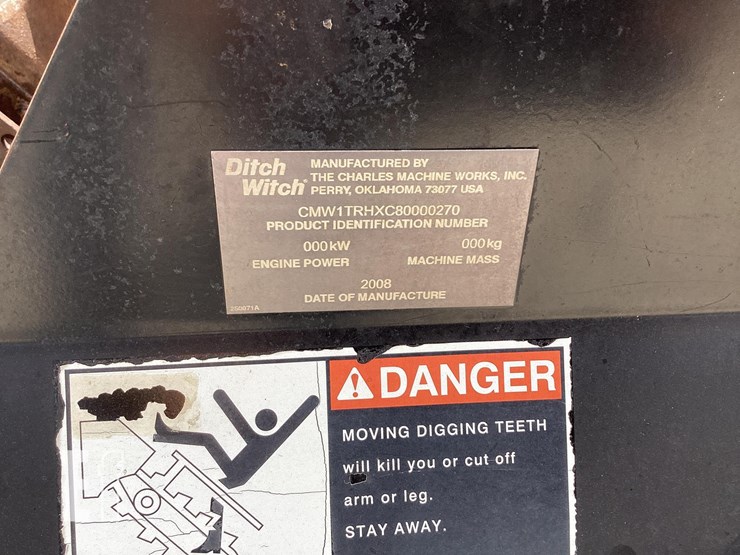 Ditch Witch
MANUFACTURED BY
THE CHARLES MACHINE WORKS, INC.
PERRY, OKLAHOMA 73077 USA
CMW1TRHXC80000270
PRODUCT IDENTIFICATION NUMBER
000kW 000kg
ENGINE POWER MACHINE MASS
2008
DATE OF MANUFACTURE
DANGER
MOVING DIGGING TEETH
will kill you or cut off
arm or leg.
STAY AWAY.